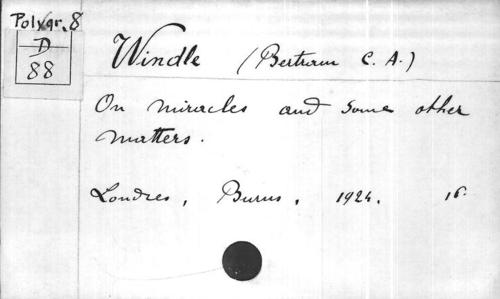 Polygr. 8
D
88
Windle (Bertram C. A.)
On miracles and some other
matters.
Londres, Burns, 1924. 16.